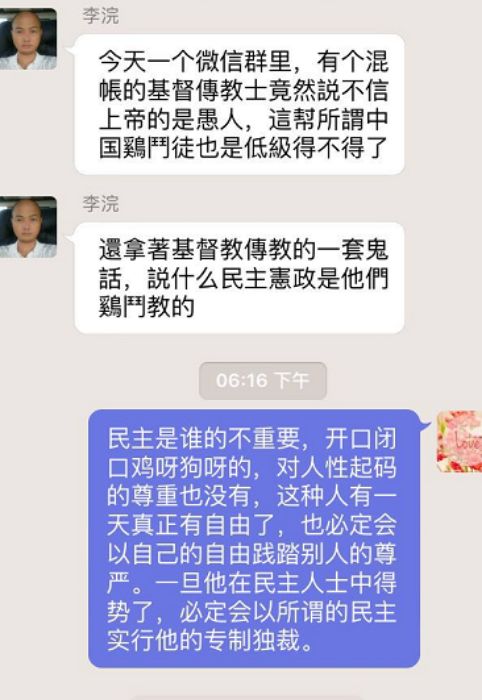 李浣
今天一个微信群里，有个混
帳的基督傳教士竟然説不信
上帝的是愚人，這幫所謂中
国鷄鬥徒也是低級得不得了
李浣
還拿著基督教傳教的一套鬼
話，説什么民主憲政是他們
鷄鬥教的
06:16 下午
民主是谁的不重要，开口闭
口鸡呀狗呀的，对人性起码
的尊重也没有，这种人有一
天真正有自由了，也必定会
以自己的自由践踏别人的尊
严。一旦他在民主人士中得
势了，必定会以所谓的民主
实行他的专制独裁。
Love